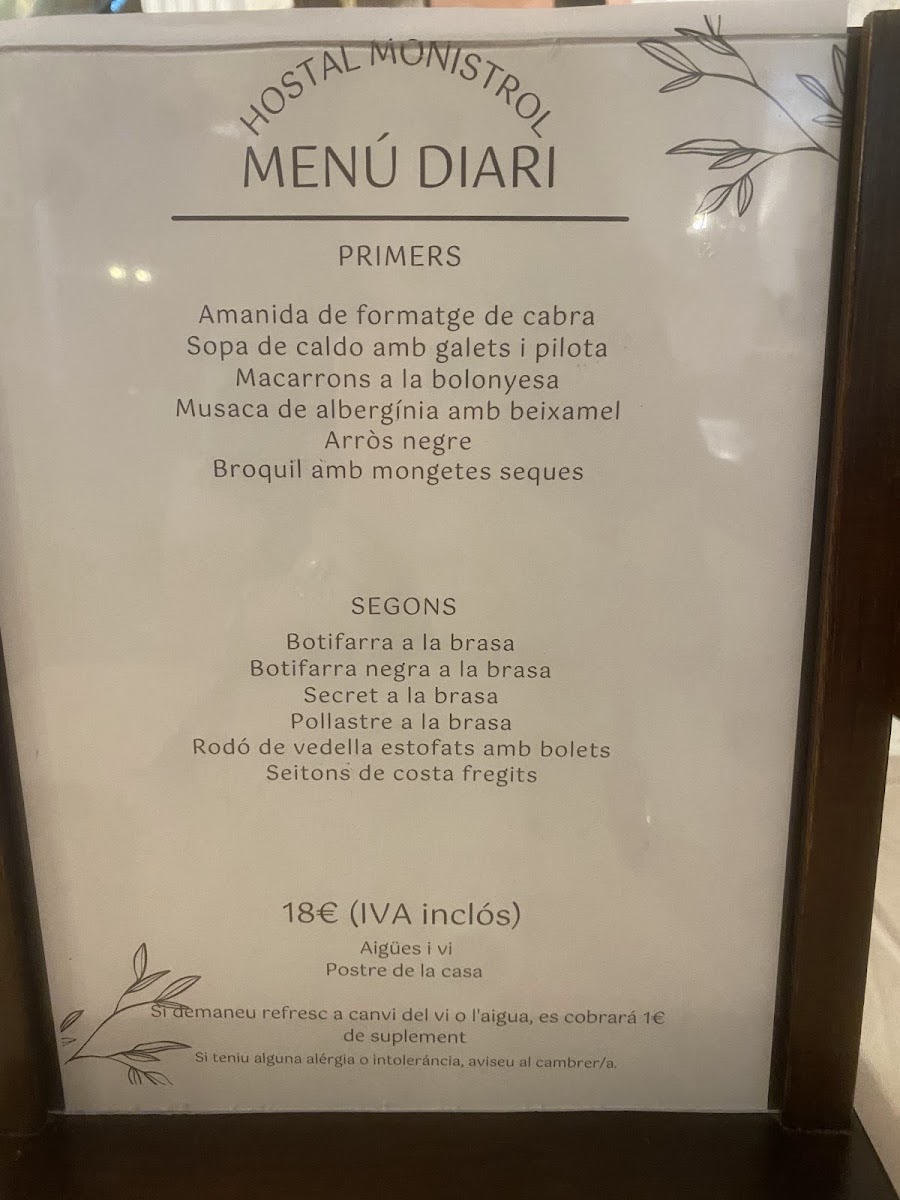 HOSTAL MONISTROL
MENÚ DIARI
PRIMERS
Amanida de formatge de cabra
Sopa de caldo amb galets i pilota
Macarrons a la bolonyesa
Musaca de albergínia amb beixamel
Arròs negre
Broquil amb mongetes seques
SEGONS
Botifarra a la brasa
Botifarra negra a la brasa
Secret a la brasa
Pollastre a la brasa
Rodó de vedella estofats amb bolets
Seitons de costa fregits
18€ (IVA inclós)
Aigües i vi
Postre de la casa
Si demaneu refresc a canvi del vi o l'aigua, es cobrará 1€
de suplement
Si teniu alguna alérgia o intoleráncia, aviseu al cambrer/a.